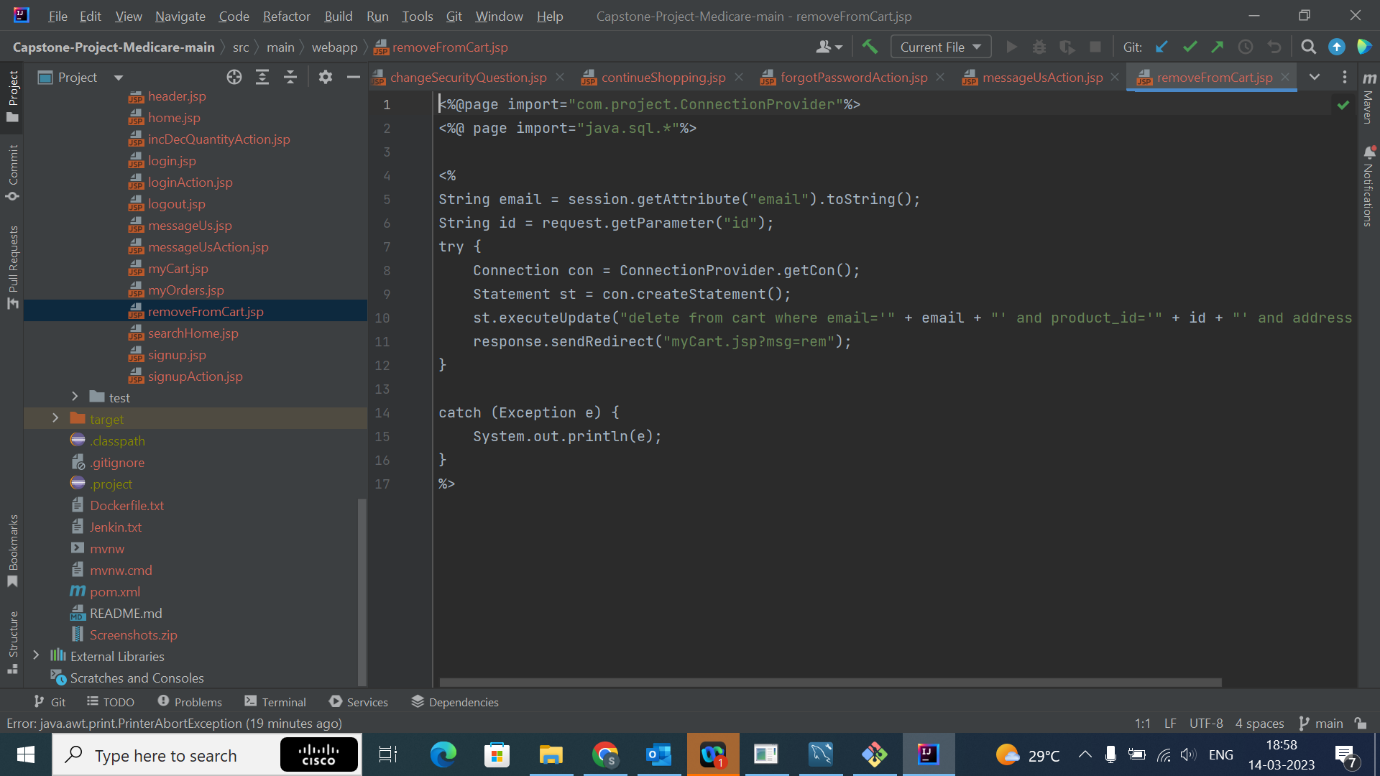 File Edit View Navigate Code Refactor Build Run Tools Git Window Help Capstone-Project-Medicare-main - removeFromCart.jsp
Capstone-Project-Medicare-main src main webapp removeFromCart.jsp Current File Git:
Project
changeSecurityQuestion.jsp continueShopping.jsp forgotPasswordAction.jsp messageUsAction.jsp removeFromCart.jsp
Project
Commit
Pull Requests
Bookmarks
Structure
header.jsp
home.jsp
incDecQuantityAction.jsp
login.jsp
loginAction.jsp
logout.jsp
messageUs.jsp
messageUsAction.jsp
myCart.jsp
myOrders.jsp
removeFromCart.jsp
searchHome.jsp
signup.jsp
signupAction.jsp
test
target
.classpath
.gitignore
.project
Dockerfile.txt
Jenkin.txt
mvnw
mvnw.cmd
pom.xml
README.md
Screenshots.zip
External Libraries
Scratches and Consoles
1 <%@page import="com.project.ConnectionProvider"%>
2 <%@ page import="java.sql.*"%>
3
4 <%
5 String email = session.getAttribute("email").toString();
6 String id = request.getParameter("id");
7 try {
8 Connection con = ConnectionProvider.getCon();
9 Statement st = con.createStatement();
10 st.executeUpdate("delete from cart where email='" + email + "' and product_id='" + id + "' and address
11 response.sendRedirect("myCart.jsp?msg=rem");
12 }
13
14 catch (Exception e) {
15 System.out.println(e);
16 }
17 %>
Maven
Notifications
Git TODO Problems Terminal Services Dependencies
Error: java.awt.print.PrinterAbortException (19 minutes ago) 1:1 LF UTF-8 4 spaces main
Type here to search CISCO 1 29°C ENG 18:58
14-03-2023 7